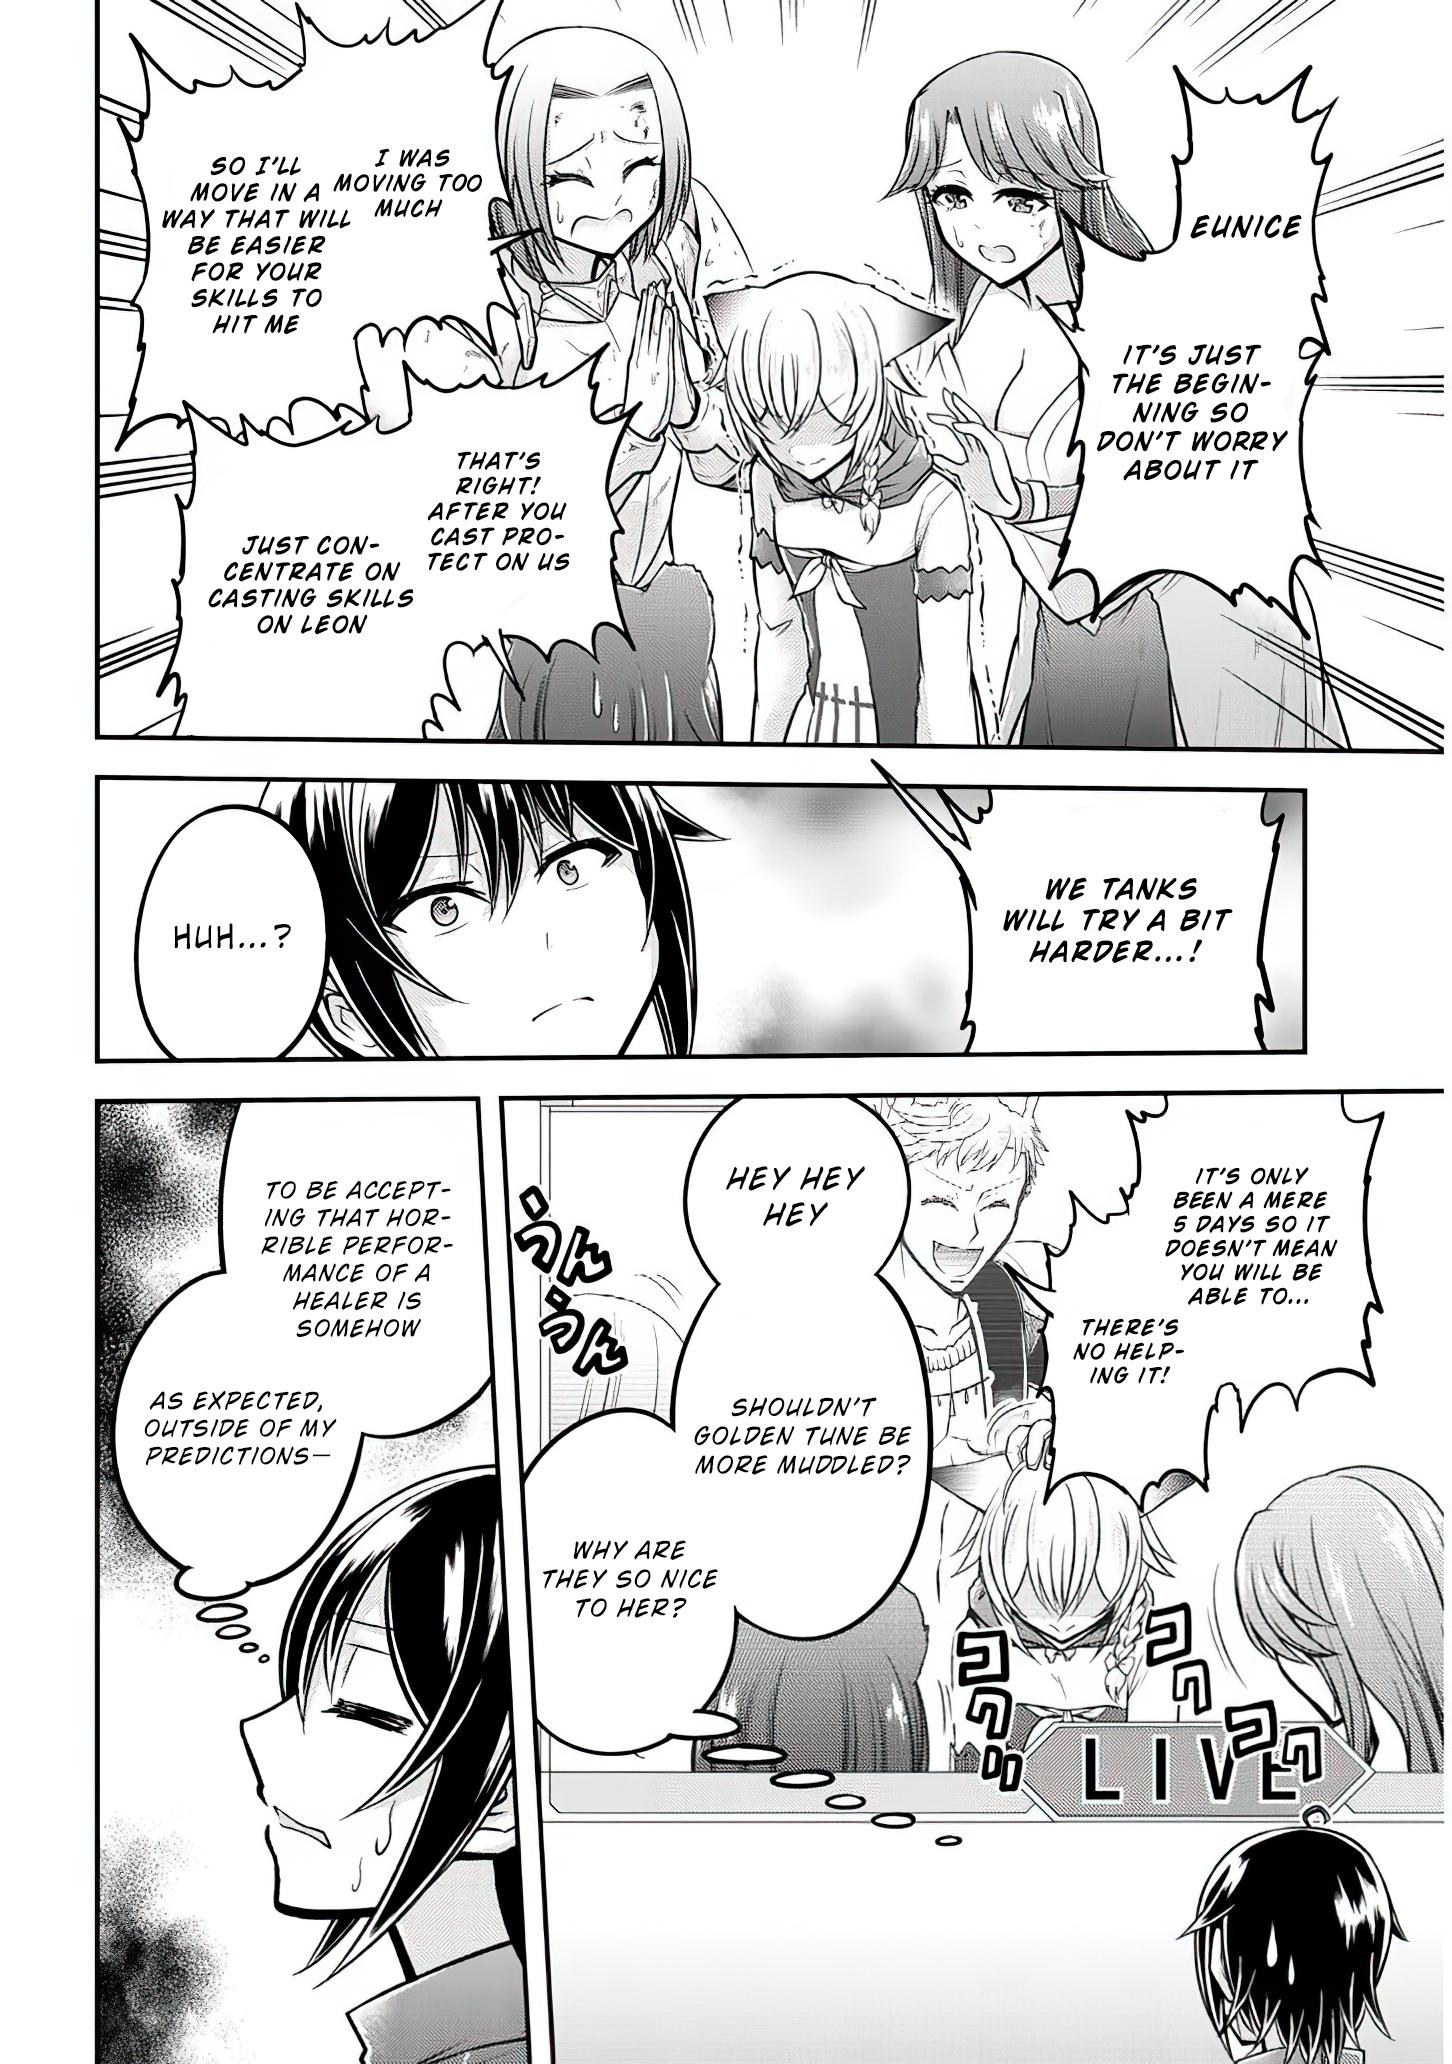 EUNICE
IT'S JUST
THE BEGIN-
NING SO
DON'T WORRY
ABOUT IT
I WAS
MOVING TOO
MUCH
SO I'LL
MOVE IN A
WAY THAT WILL
BE EASIER
FOR YOUR
SKILLS TO
HIT ME
THAT'S
RIGHT!
AFTER YOU
CAST PRO-
TECT ON US
JUST CON-
CENTRATE ON
CASTING SKILLS
ON LEON
WE TANKS
WILL TRY A BIT
HARDER...!
HUH...?
IT'S ONLY
BEEN A MERE
5 DAYS SO IT
DOESN'T MEAN
YOU WILL BE
ABLE TO...
THERE'S
NO HELP-
ING IT!
HEY HEY
HEY
SHOULDN'T
GOLDEN TUNE BE
MORE MUDDLED?
WHY ARE
THEY SO NICE
TO HER?
うん
うん
コクコク
コクコク
LIVE
TO BE ACCEPT-
ING THAT HOR-
RIBLE PERFOR-
MANCE OF A
HEALER IS
SOMEHOW
AS EXPECTED,
OUTSIDE OF MY
PREDICTIONS—